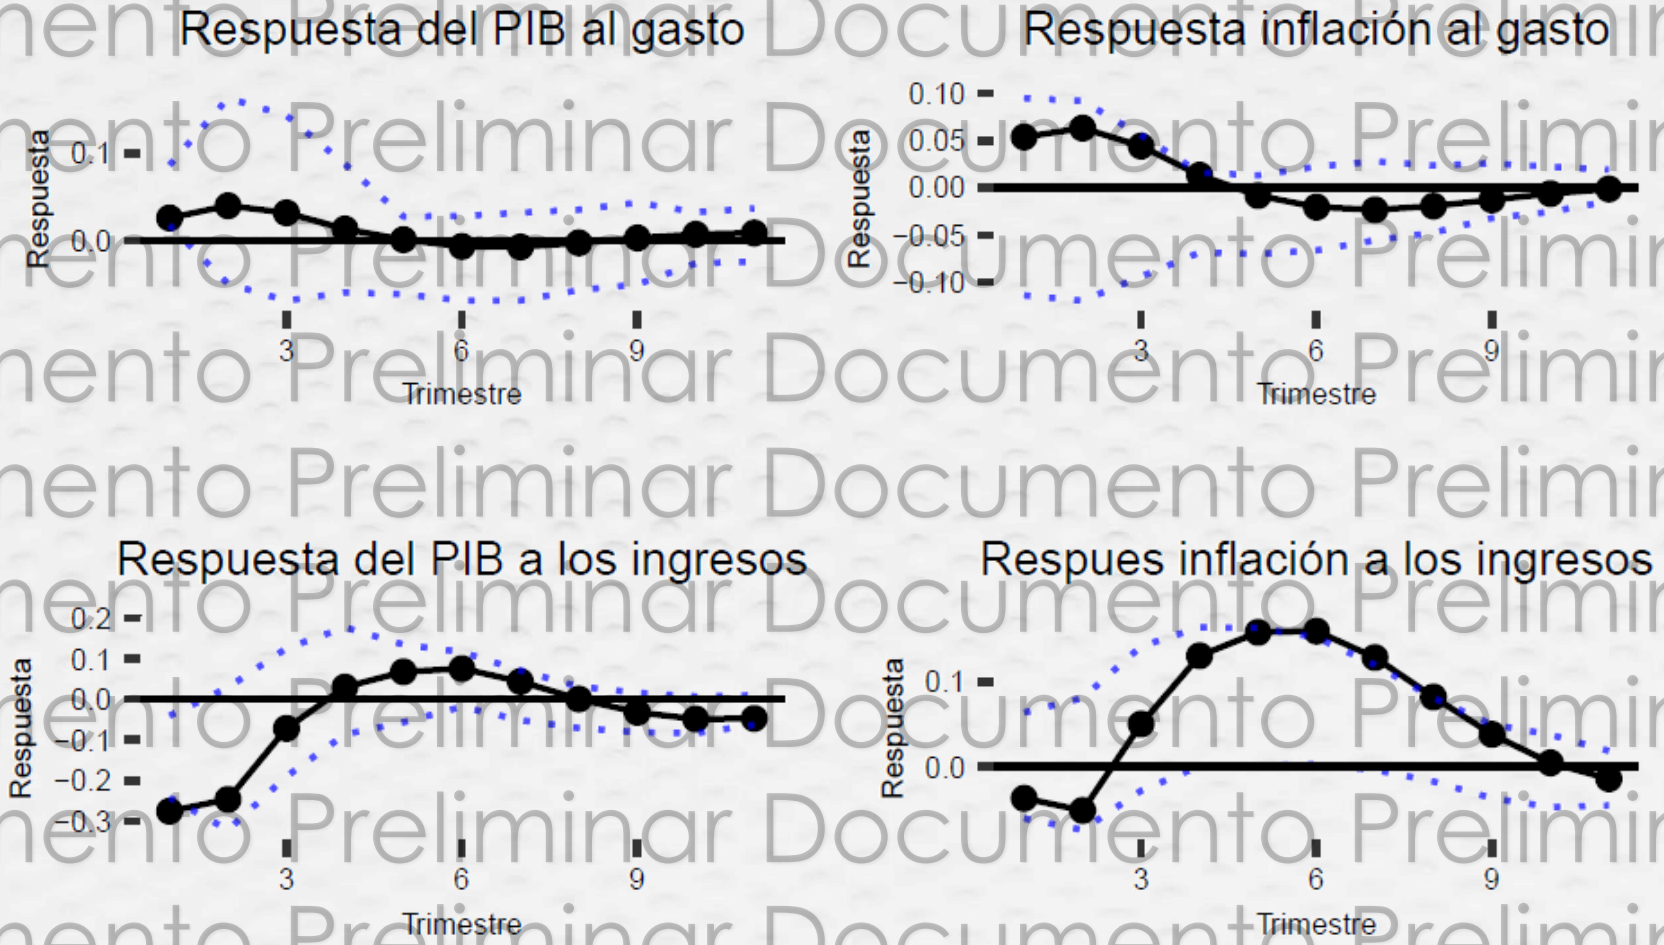 Respuesta del PIB al gasto
Respuesta
0.1
0.0
3 6 9
Trimestre
Respuesta inflación al gasto
Respuesta
0.10
0.05
0.00
−0.05
−0.10
3 6 9
Trimestre
Respuesta del PIB a los ingresos
Respuesta
0.2
0.1
0.0
−0.1
−0.2
−0.3
3 6 9
Trimestre
Respues inflación a los ingresos
Respuesta
0.1
0.0
3 6 9
Trimestre
Documento Preliminar